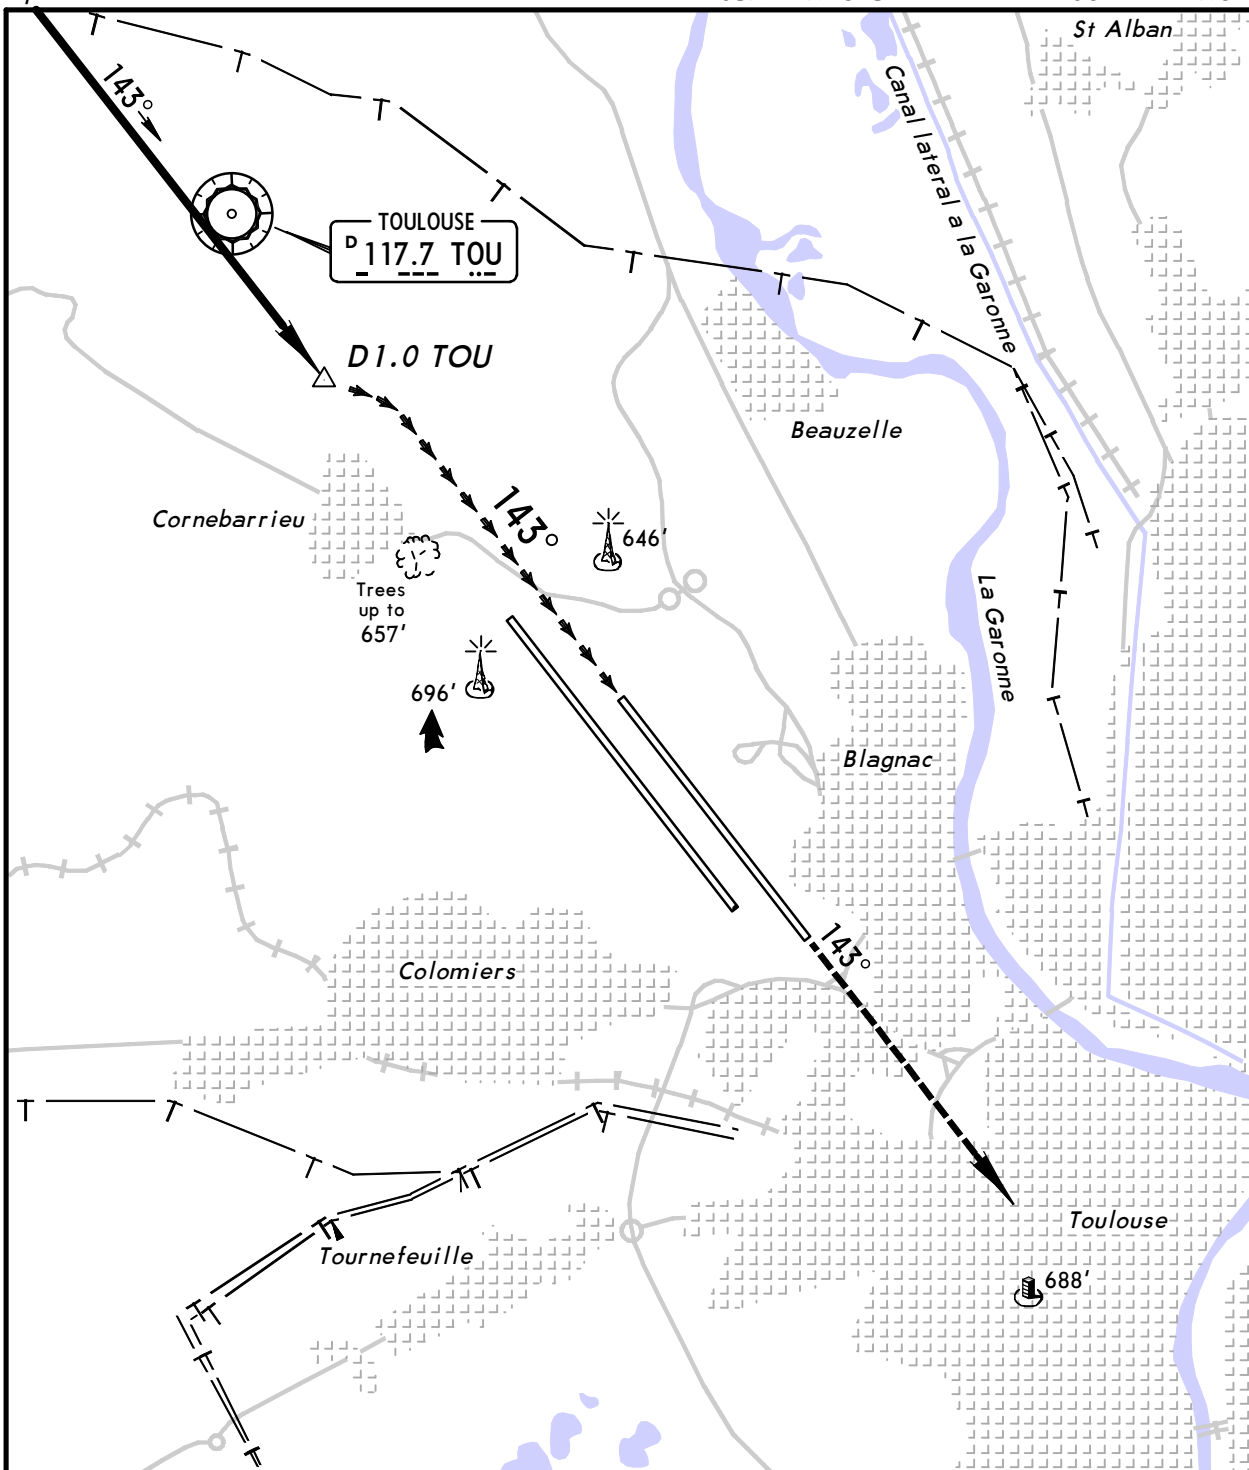 St Alban
143°
Canal lateral a la Garonne
TOULOUSE
D 117.7 TOU
D1.0 TOU
Beauzelle
143°
Cornebarrieu
646'
Trees
up to
657'
La Garonne
696'
Blagnac
143°
Colomiers
Toulouse
Tournefeuille
688'